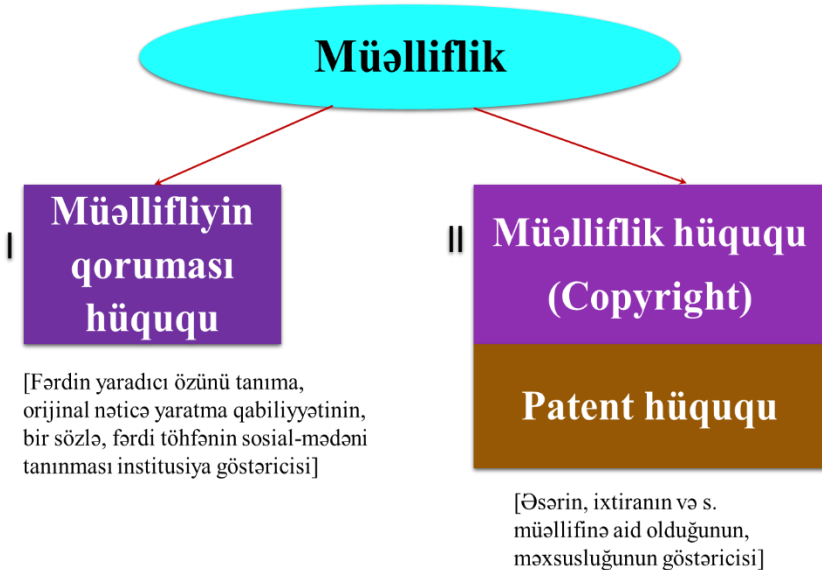 Müəlliflik
I
Müəllifliyin
qoruması
hüququ
[Fərdin yaradıcı özünü tanıma,
orijinal nəticə yaratma qabiliyyətinin,
bir sözlə, fərdi töhfənin sosial-mədəni
tanınması institusiya göstəricisi]
II
Müəlliflik hüququ
(Copyright)
Patent hüququ
[Əsərin, ixtiranın və s.
müəllifinə aid olduğunun,
məxsusluğunun göstəricisi]